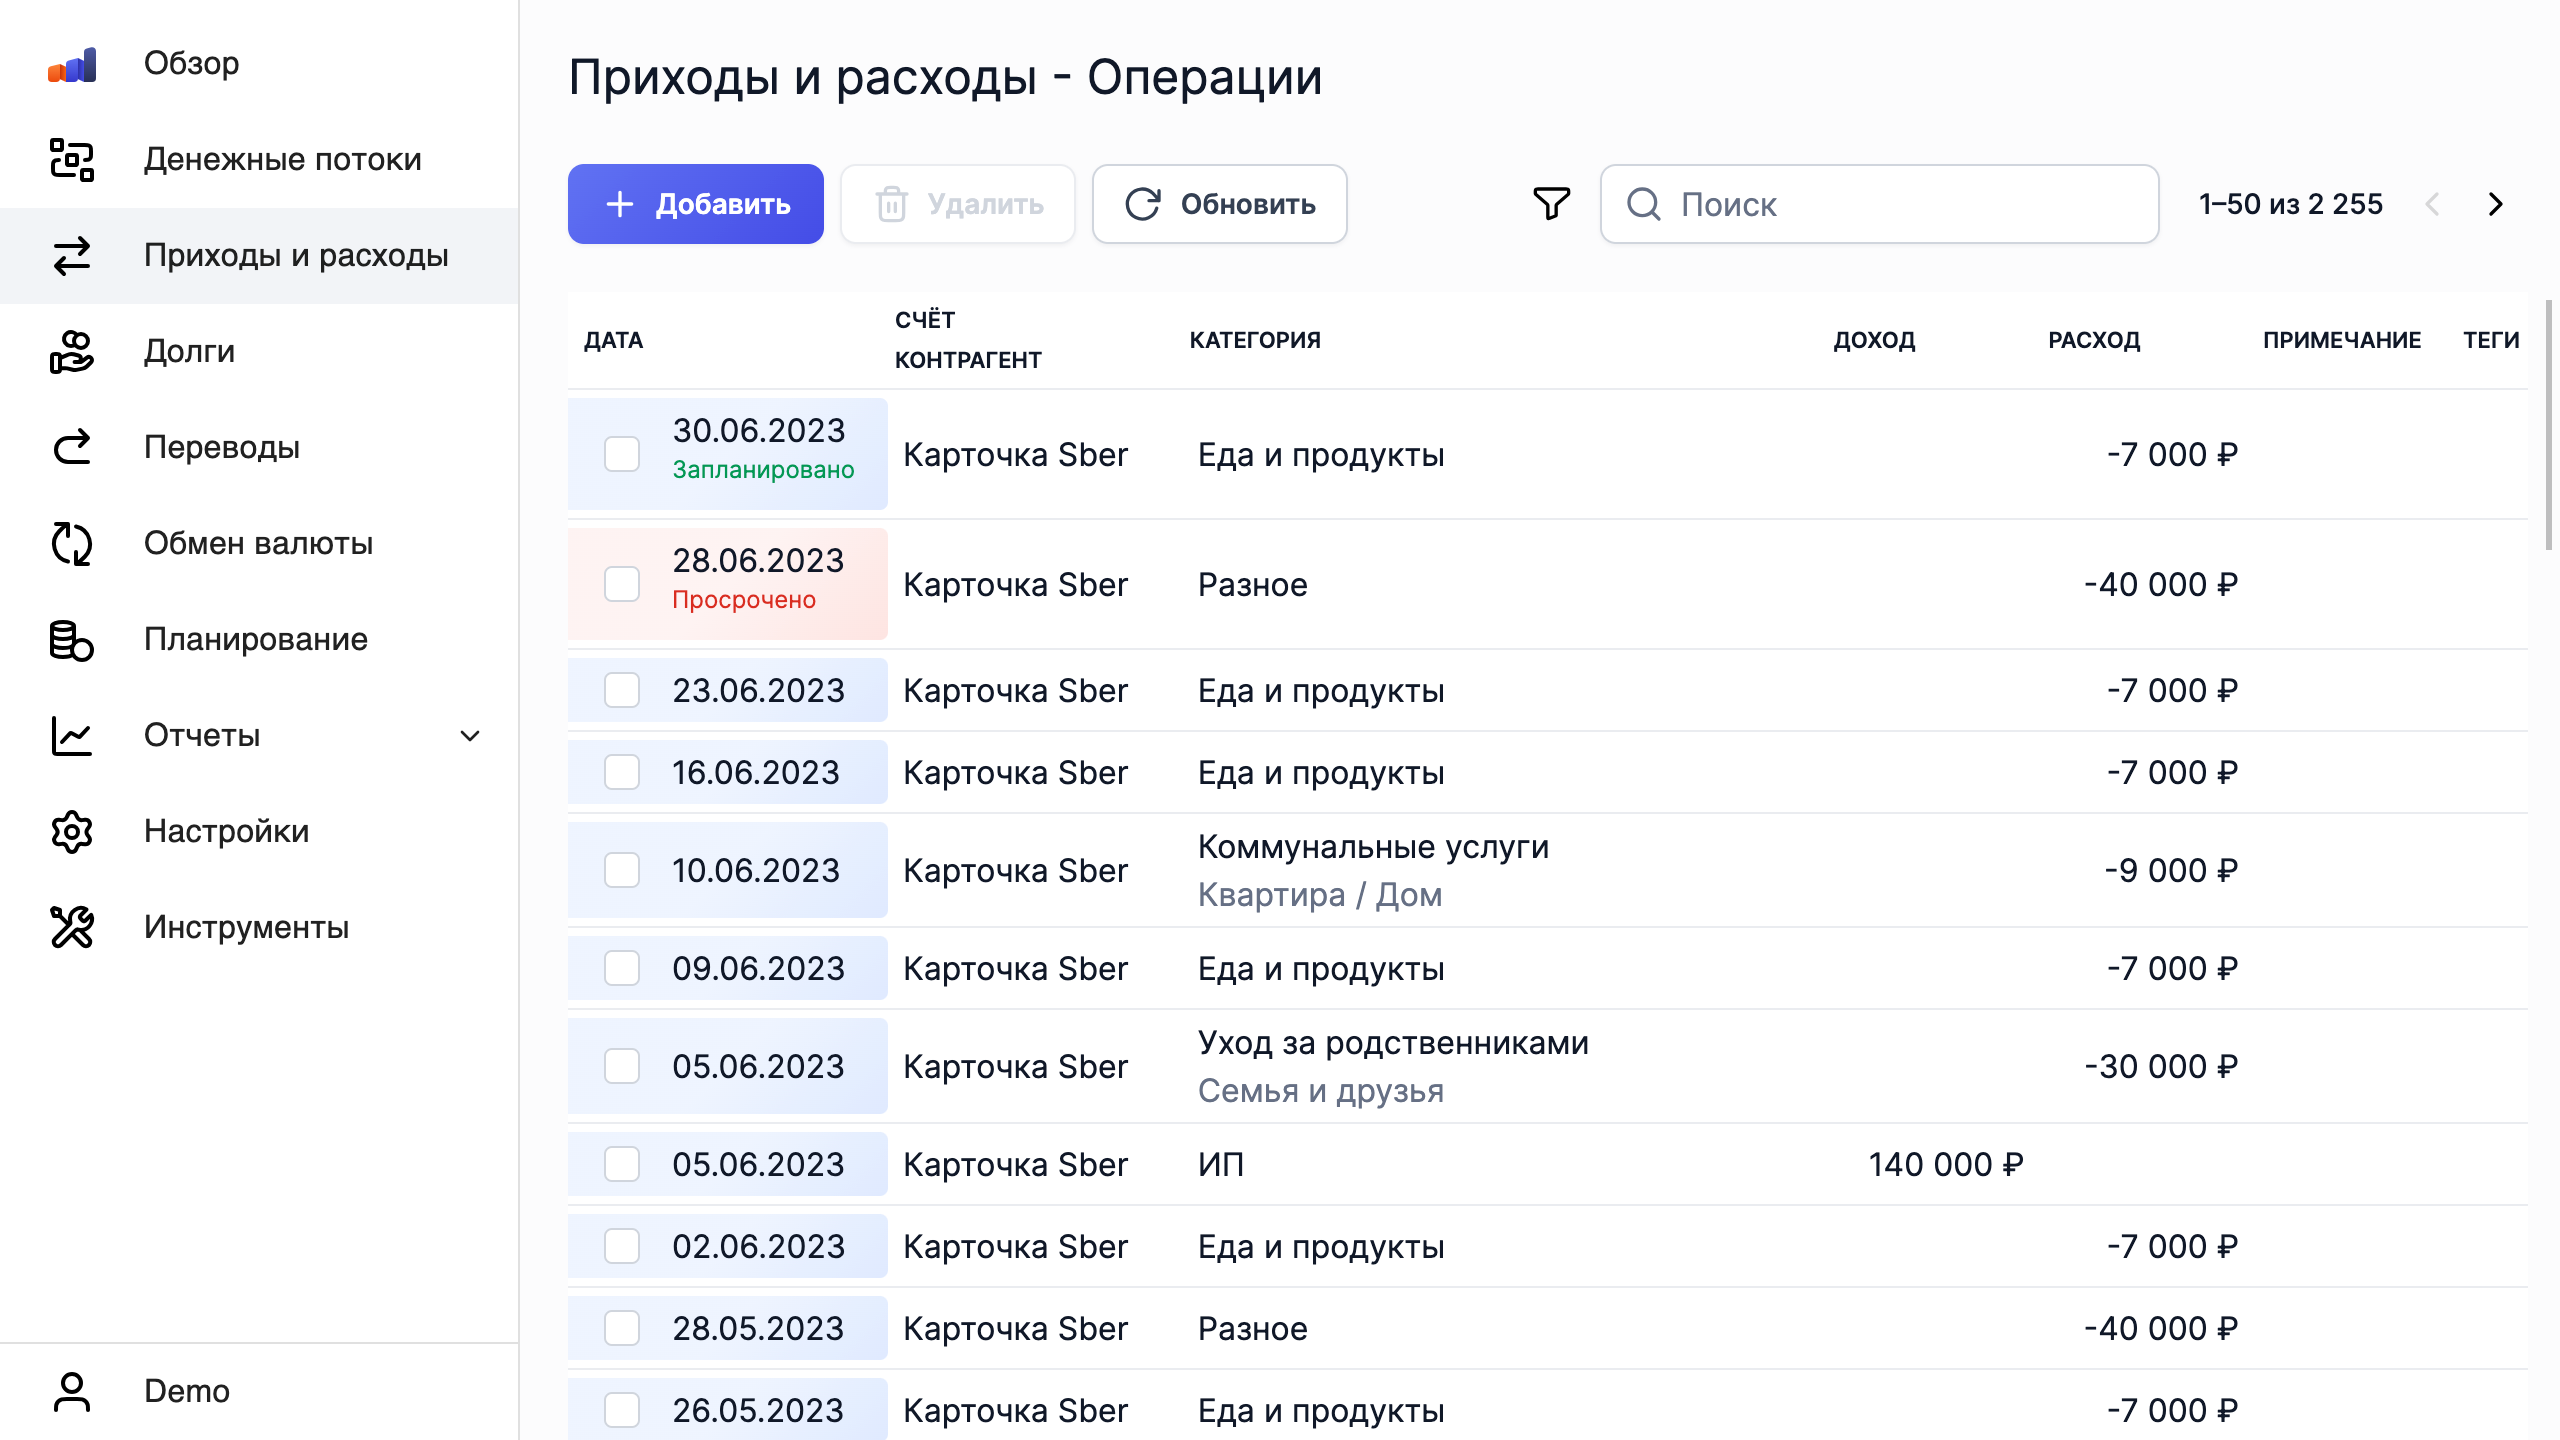 Обзор
Денежные потоки
Приходы и расходы
Долги
Переводы
Обмен валюты
Планирование
Отчеты
Настройки
Инструменты
Demo
Приходы и расходы - Операции
Добавить Удалить Обновить Поиск 1–50 из 2 255
ДАТА СЧЁТ КОНТРАГЕНТ КАТЕГОРИЯ ДОХОД РАСХОД ПРИМЕЧАНИЕ ТЕГИ
30.06.2023 Карточка Sber Еда и продукты -7 000 ₽
Запланировано
28.06.2023 Карточка Sber Разное -40 000 ₽
Просрочено
23.06.2023 Карточка Sber Еда и продукты -7 000 ₽
16.06.2023 Карточка Sber Еда и продукты -7 000 ₽
10.06.2023 Карточка Sber Коммунальные услуги -9 000 ₽
Квартира / Дом
09.06.2023 Карточка Sber Еда и продукты -7 000 ₽
05.06.2023 Карточка Sber Уход за родственниками -30 000 ₽
Семья и друзья
05.06.2023 Карточка Sber ИП 140 000 ₽
02.06.2023 Карточка Sber Еда и продукты -7 000 ₽
28.05.2023 Карточка Sber Разное -40 000 ₽
26.05.2023 Карточка Sber Еда и продукты -7 000 ₽